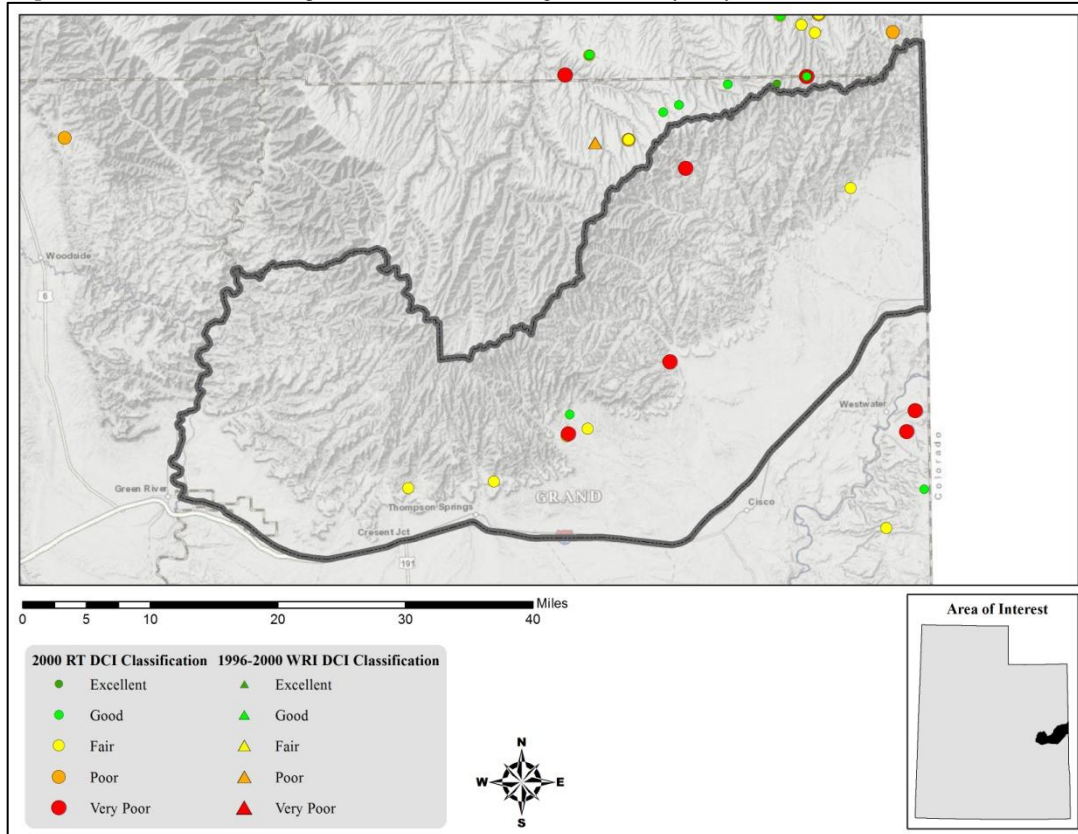 Woodside
6
Green River
Thompson Springs
Cresent Jct
191
GRAND
Cisco
Westwater
Colorado
Miles
0 5 10 20 30 40
Area of Interest
2000 RT DCI Classification 1996-2000 WRI DCI Classification
Excellent Excellent
Good Good
Fair Fair
Poor Poor
Very Poor Very Poor
N
W E
S